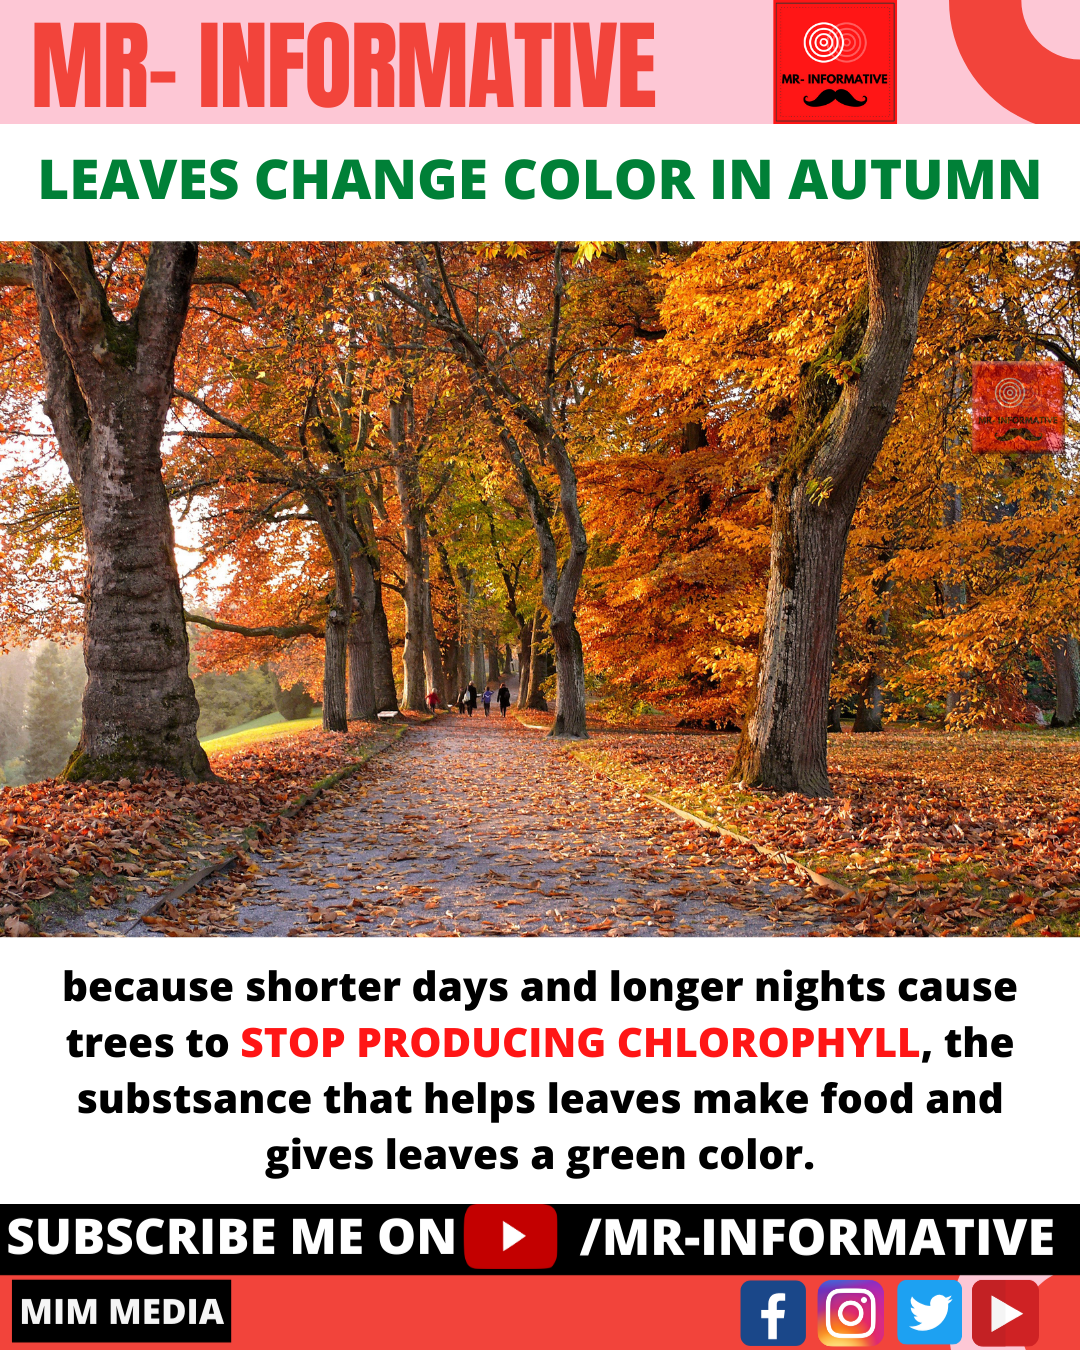 MR- INFORMATIVE
MR- INFORMATIVE
LEAVES CHANGE COLOR IN AUTUMN
MR- INFORMATIVE
because shorter days and longer nights cause
trees to STOP PRODUCING CHLOROPHYLL, the
substsance that helps leaves make food and
gives leaves a green color.
SUBSCRIBE ME ON /MR-INFORMATIVE
MIM MEDIA